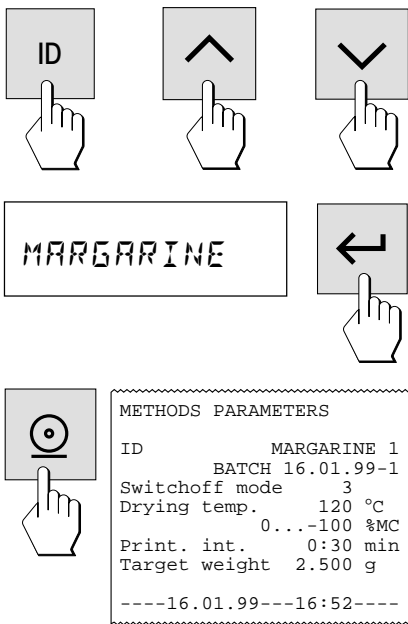 ID
MARGARINE
METHODS PARAMETERS
ID MARGARINE 1
BATCH 16.01.99-1
Switchoff mode 3
Drying temp. 120 °C
0...-100 %MC
Print. int. 0:30 min
Target weight 2.500 g
----16.01.99---16:52----